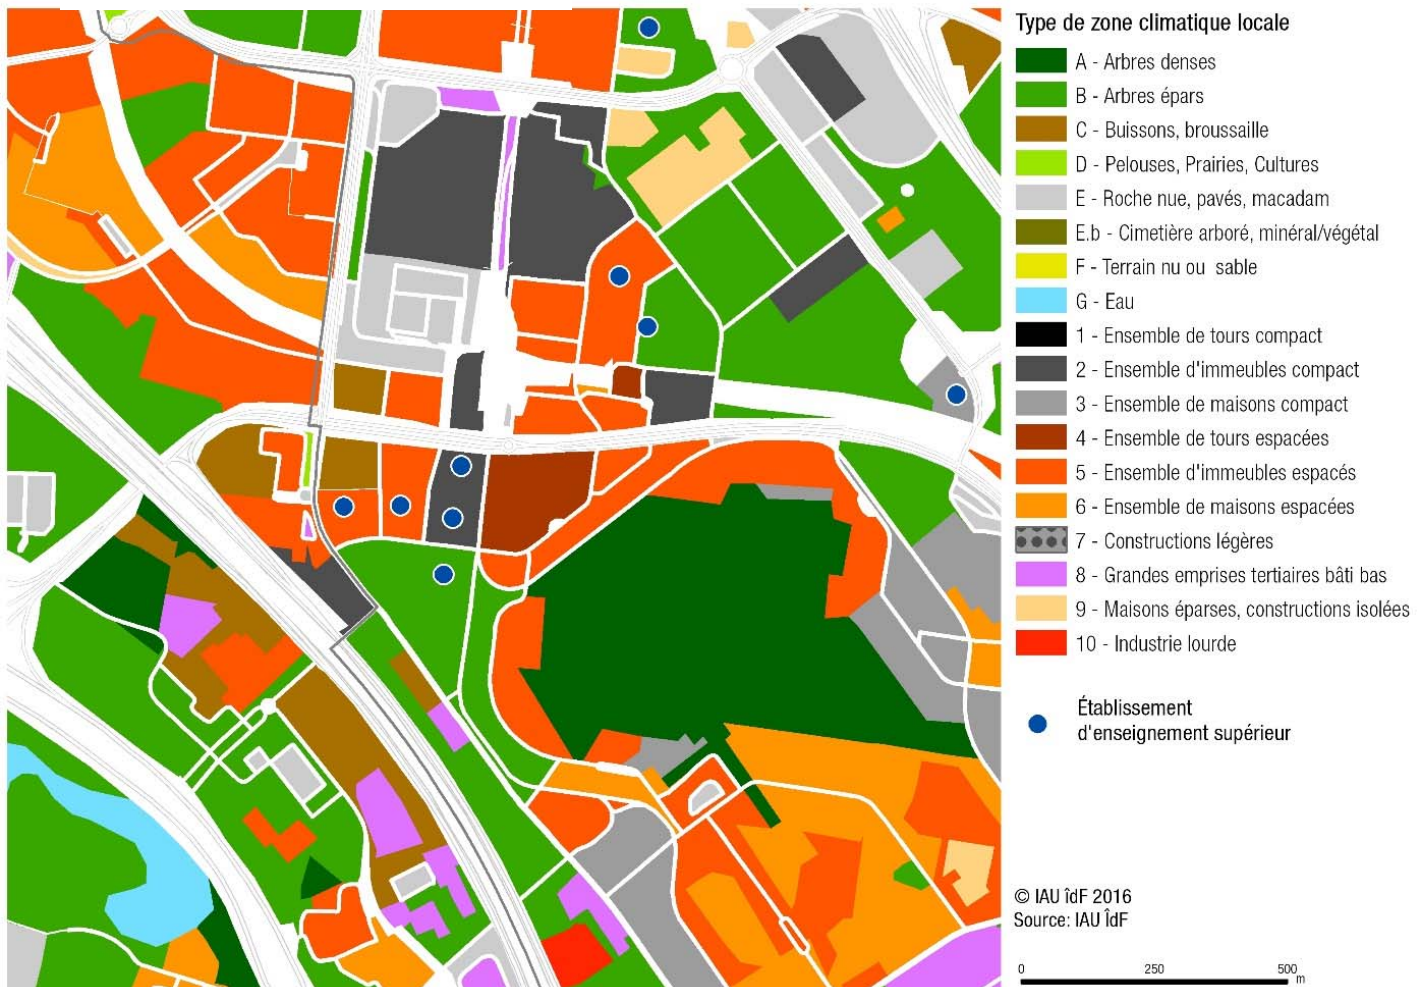 Type de zone climatique locale
A - Arbres denses
B - Arbres épars
C - Buissons, broussaille
D - Pelouses, Prairies, Cultures
E - Roche nue, pavés, macadam
E.b - Cimetière arboré, minéral/végétal
F - Terrain nu ou sable
G - Eau
1 - Ensemble de tours compact
2 - Ensemble d'immeubles compact
3 - Ensemble de maisons compact
4 - Ensemble de tours espacées
5 - Ensemble d'immeubles espacés
6 - Ensemble de maisons espacées
7 - Constructions légères
8 - Grandes emprises tertiaires bâti bas
9 - Maisons éparses, constructions isolées
10 - Industrie lourde
Établissement
d'enseignement supérieur
© IAU îdF 2016
Source: IAU ÎdF
0 250 500
m